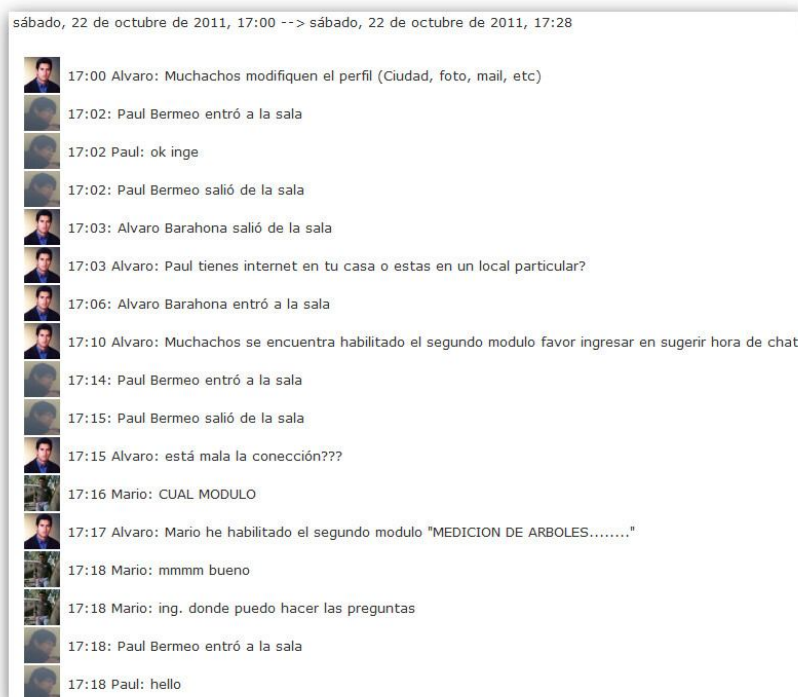 sábado, 22 de octubre de 2011, 17:00 --> sábado, 22 de octubre de 2011, 17:28
17:00 Alvaro: Muchachos modifiquen el perfil (Ciudad, foto, mail, etc)
17:02: Paul Bermeo entró a la sala
17:02 Paul: ok inge
17:02: Paul Bermeo salió de la sala
17:03: Alvaro Barahona salió de la sala
17:03 Alvaro: Paul tienes internet en tu casa o estas en un local particular?
17:06: Alvaro Barahona entró a la sala
17:10 Alvaro: Muchachos se encuentra habilitado el segundo modulo favor ingresar en sugerir hora de chat
17:14: Paul Bermeo entró a la sala
17:15: Paul Bermeo salió de la sala
17:15 Alvaro: está mala la conección???
17:16 Mario: CUAL MODULO
17:17 Alvaro: Mario he habilitado el segundo modulo "MEDICION DE ARBOLES........"
17:18 Mario: mmmm bueno
17:18 Mario: ing. donde puedo hacer las preguntas
17:18: Paul Bermeo entró a la sala
17:18 Paul: hello